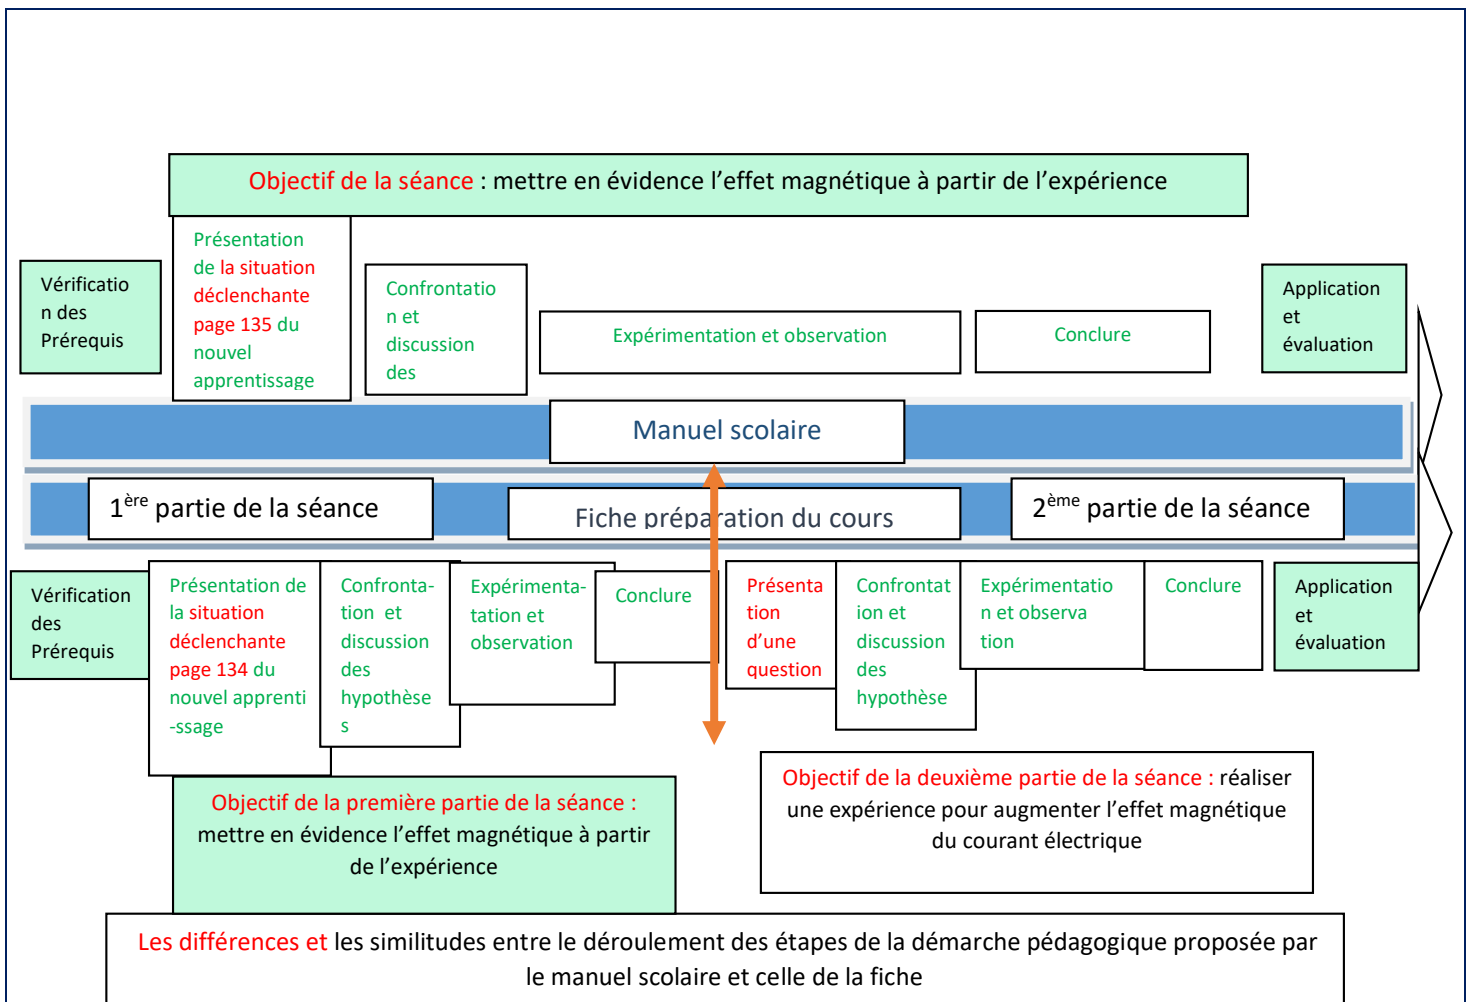 Objectif de la séance : mettre en évidence l’effet magnétique à partir de l’expérience
Vérificatio
n des
Prérequis
Présentation
de la situation
déclenchante
page 135 du
nouvel
apprentissage
Confrontatio
n et
discussion
des
Expérimentation et observation
Conclure
Application
et
évaluation
Manuel scolaire
1ère partie de la séance
Fiche préparation du cours
2ème partie de la séance
Vérification
des
Prérequis
Présentation de
la situation
déclenchante
page 134 du
nouvel apprenti
-ssage
Confronta-
tion et
discussion
des
hypothèse
s
Expérimenta-
tation et
observation
Conclure
Présenta
tion
d’une
question
Confrontat
ion et
discussion
des
hypothèse
Expérimentatio
n et observa
tion
Conclure
Application
et
évaluation
Objectif de la première partie de la séance :
mettre en évidence l’effet magnétique à partir
de l’expérience
Objectif de la deuxième partie de la séance : réaliser
une expérience pour augmenter l’effet magnétique
du courant électrique
Les différences et les similitudes entre le déroulement des étapes de la démarche pédagogique proposée par
le manuel scolaire et celle de la fiche